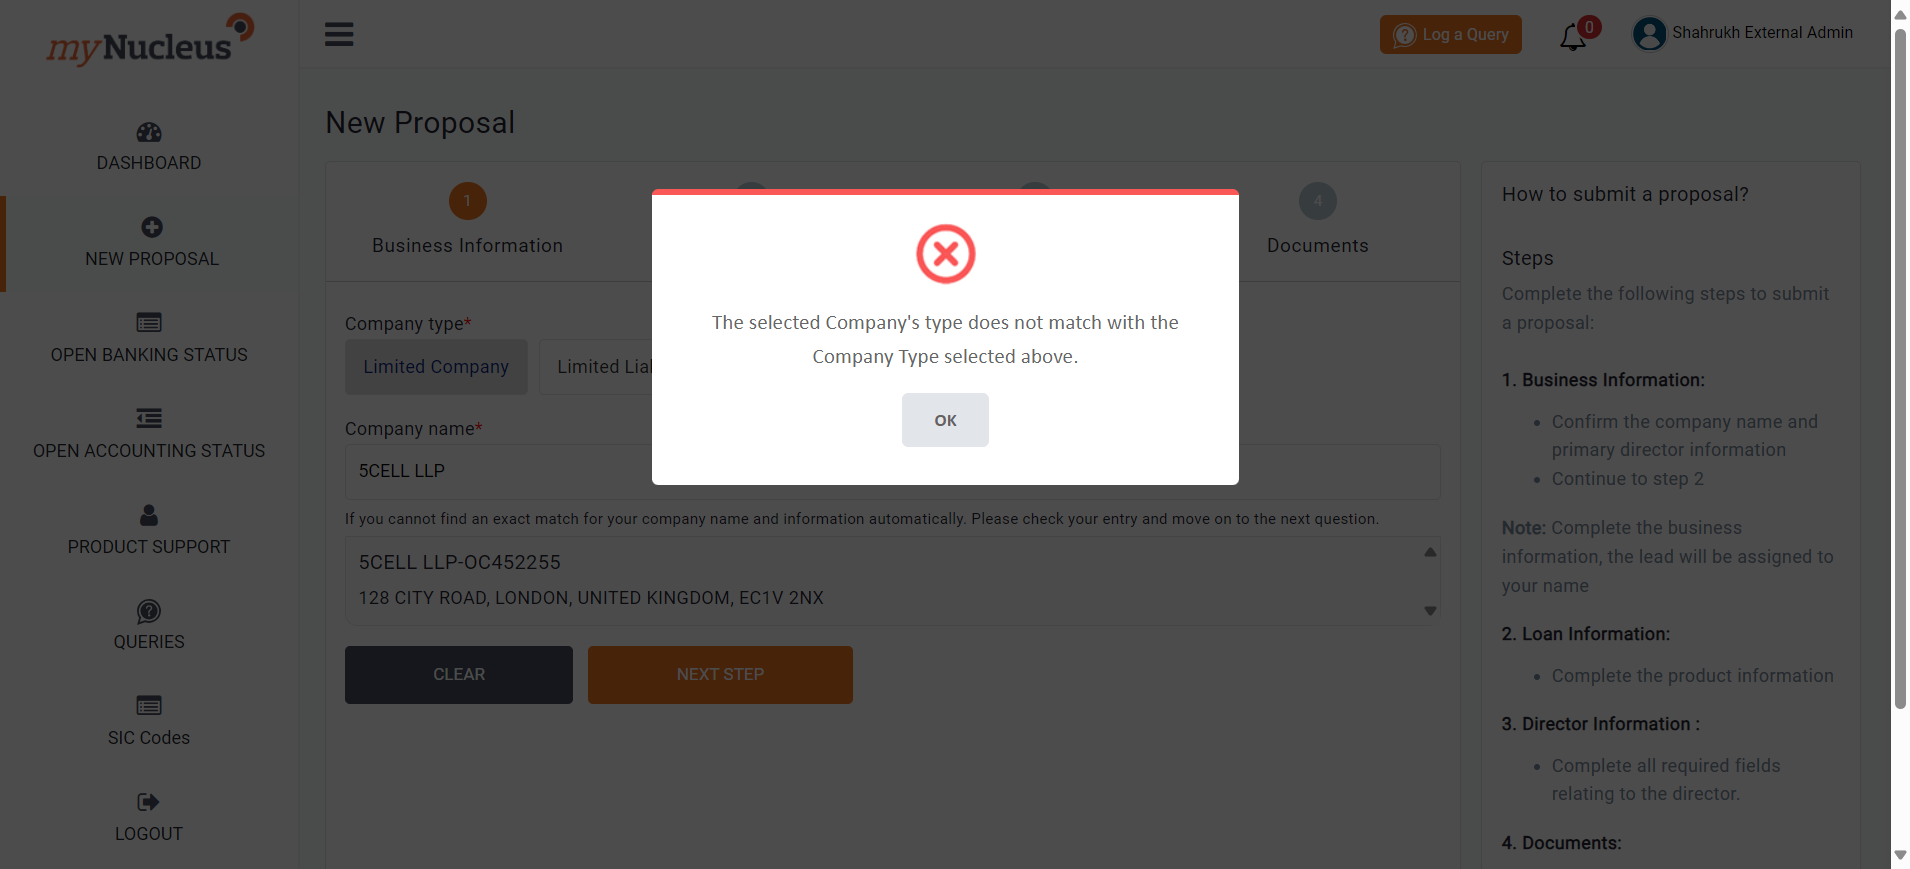 myNucleus
Log a Query
0
Shahrukh External Admin
DASHBOARD
NEW PROPOSAL
OPEN BANKING STATUS
OPEN ACCOUNTING STATUS
PRODUCT SUPPORT
QUERIES
SIC Codes
LOGOUT
New Proposal
1
Business Information
4
Documents
Company type*
Limited Company
Limited Lia
Company name*
5CELL LLP
If you cannot find an exact match for your company name and information automatically. Please check your entry and move on to the next question.
5CELL LLP-OC452255
128 CITY ROAD, LONDON, UNITED KINGDOM, EC1V 2NX
CLEAR
NEXT STEP
The selected Company's type does not match with the
Company Type selected above.
OK
How to submit a proposal?
Steps
Complete the following steps to submit
a proposal:
1. Business Information:
• Confirm the company name and
primary director information
• Continue to step 2
Note: Complete the business
information, the lead will be assigned to
your name
2. Loan Information:
• Complete the product information
3. Director Information :
• Complete all required fields
relating to the director.
4. Documents: